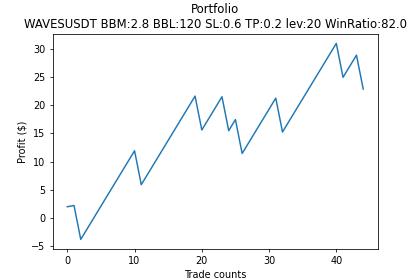 Portfolio
WAVESUSDT BBM:2.8 BBL:120 SL:0.6 TP:0.2 lev:20 WinRatio:82.0
30
25
20
15
10
5
0
−5
Profit ($)
0 10 20 30 40
Trade counts